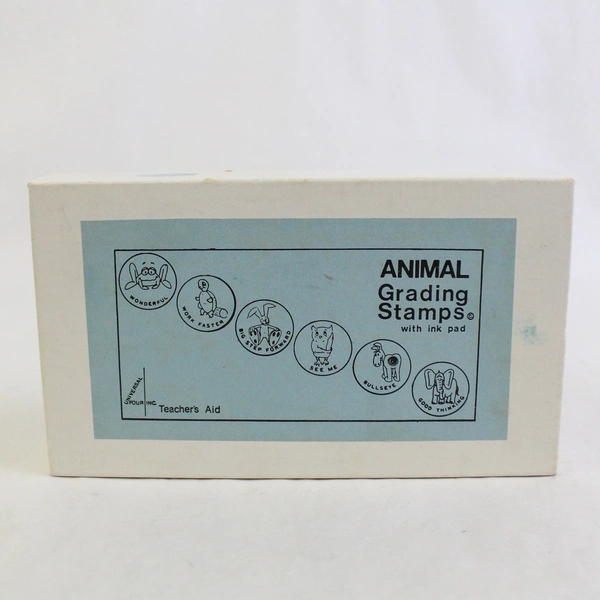 ANIMAL
Grading
Stamps©
with ink pad
WONDERFUL
WORK FASTER
BIG STEP FORWARD
SEE ME
BULLSEYE
GOOD THINKING
UNIVERSAL
FOUR INC.
Teacher's Aid